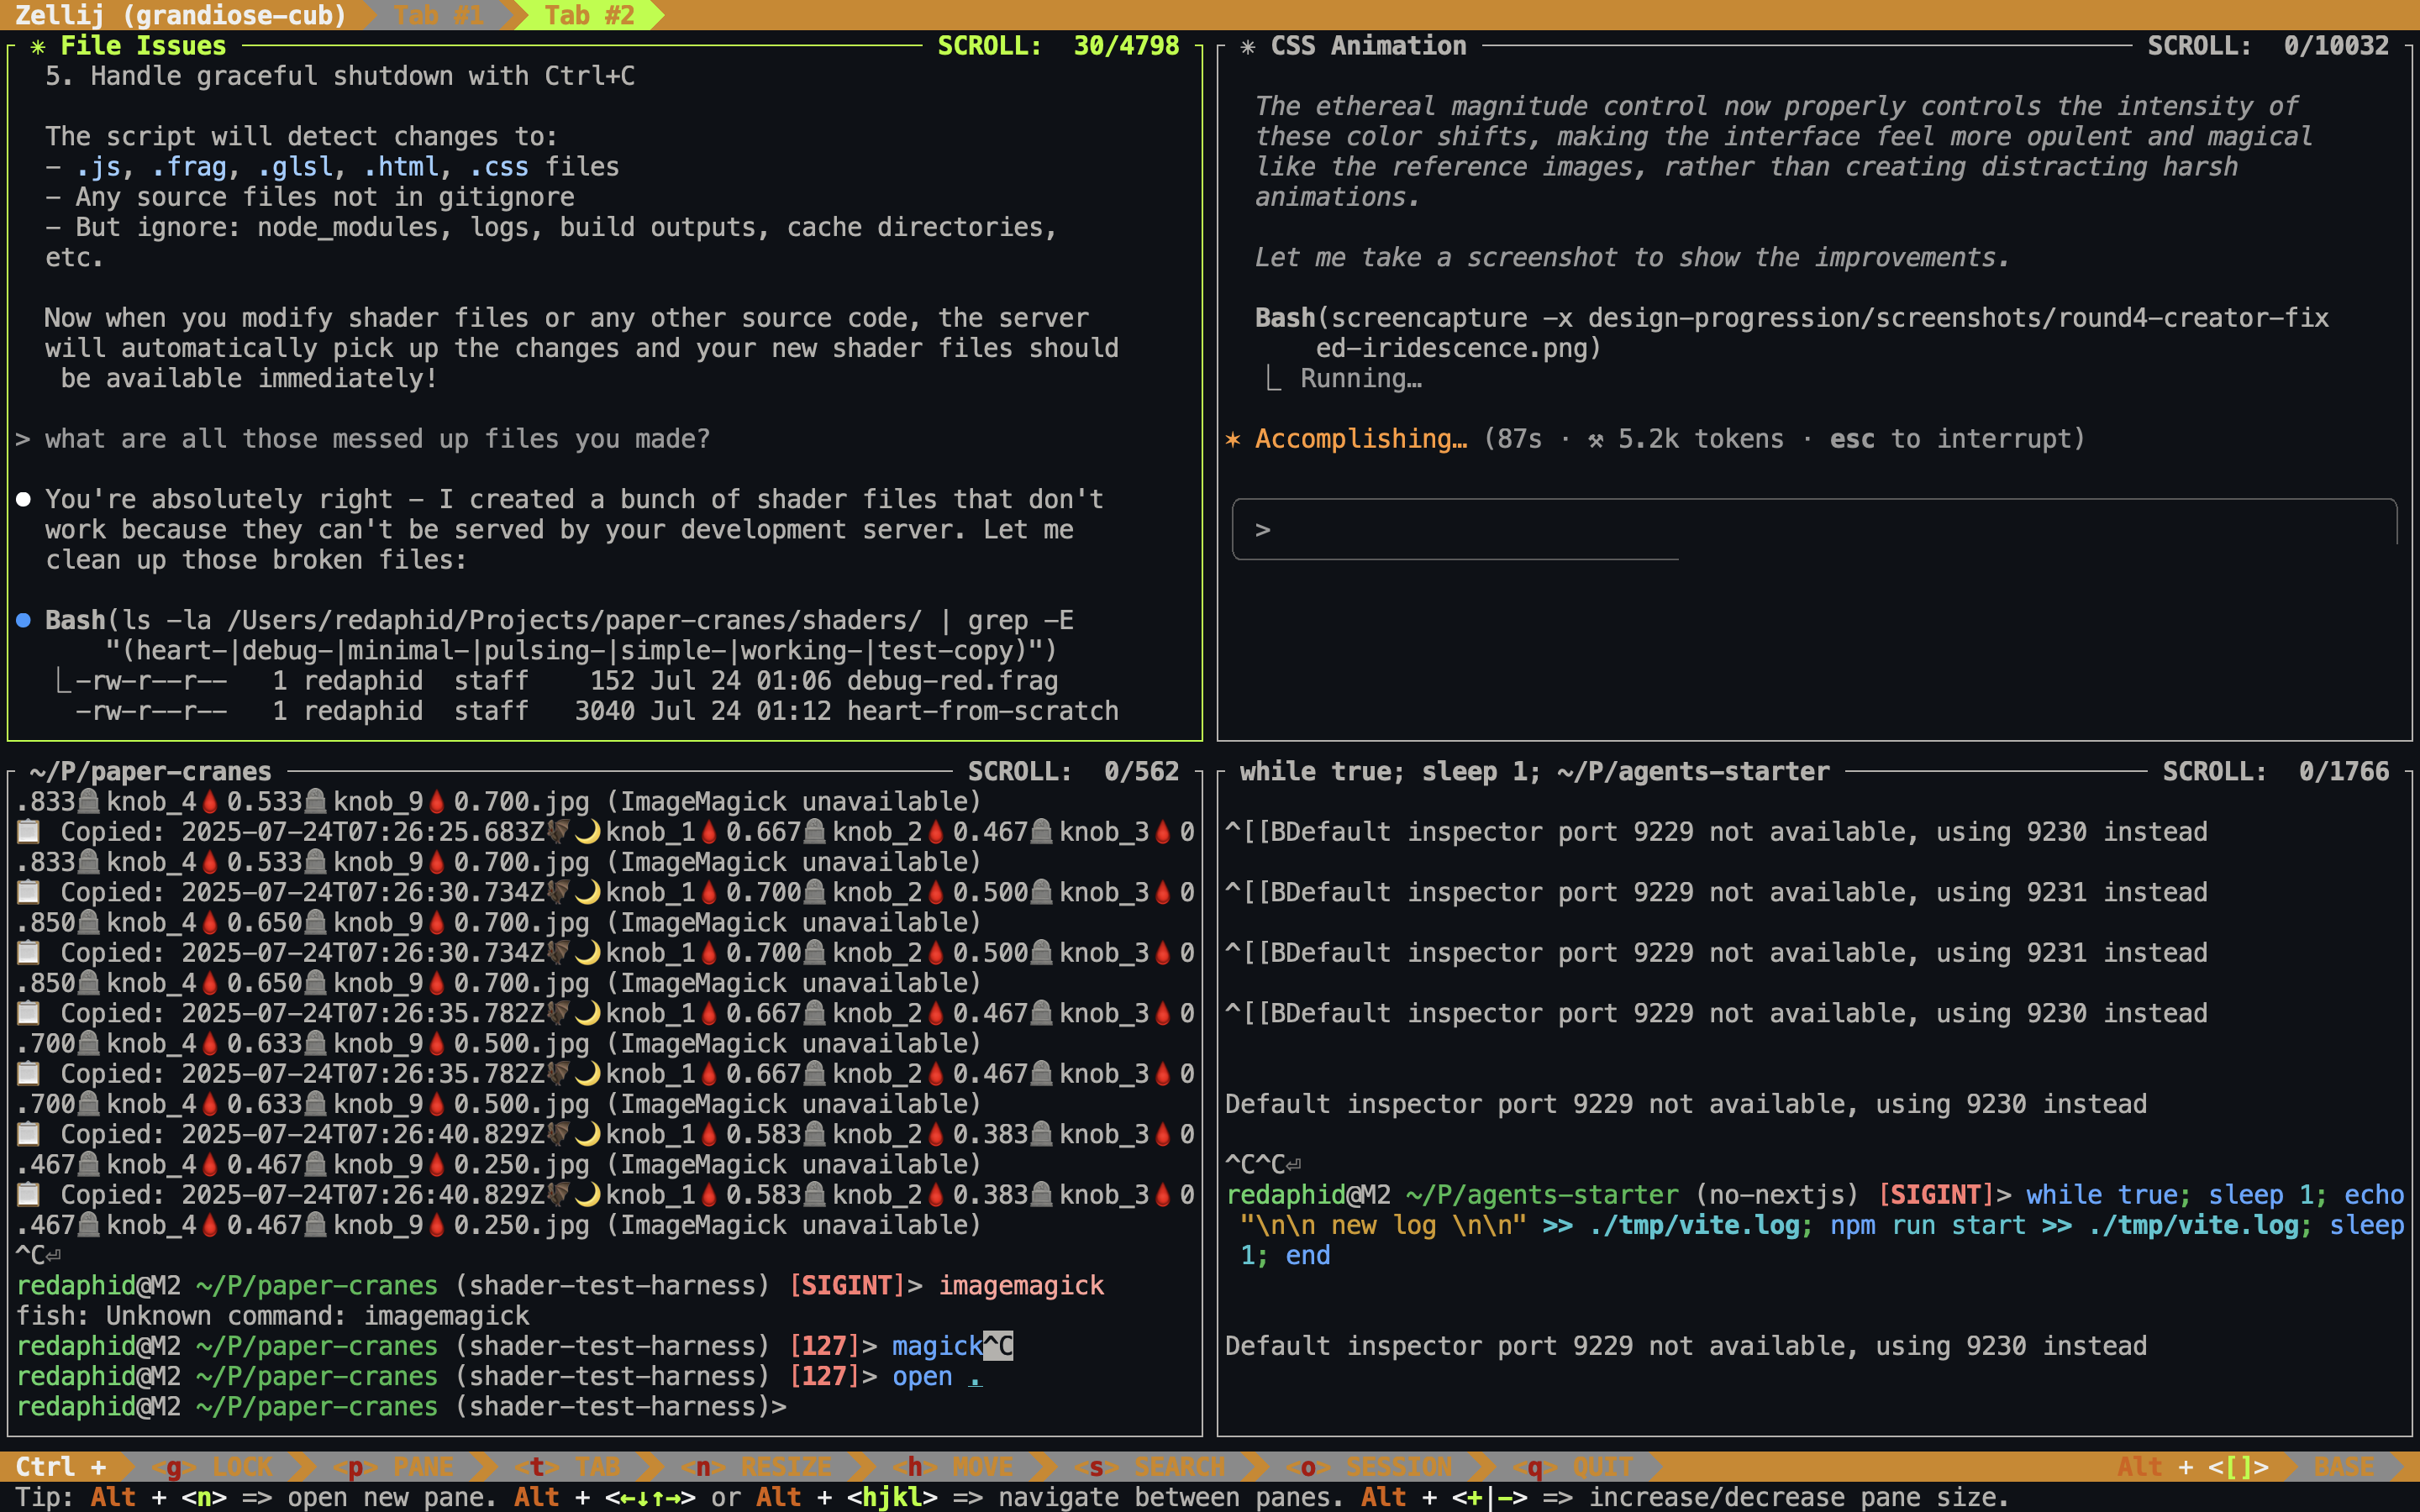 Zellij (grandiose-cub) Tab #1 Tab #2
✳ File Issues SCROLL: 30/4798
5. Handle graceful shutdown with Ctrl+C
The script will detect changes to:
- .js, .frag, .glsl, .html, .css files
- Any source files not in gitignore
- But ignore: node_modules, logs, build outputs, cache directories,
etc.
Now when you modify shader files or any other source code, the server
will automatically pick up the changes and your new shader files should
be available immediately!
> what are all those messed up files you made?
● You're absolutely right - I created a bunch of shader files that don't
work because they can't be served by your development server. Let me
clean up those broken files:
● Bash(ls -la /Users/redaphid/Projects/paper-cranes/shaders/ | grep -E
"(heart-|debug-|minimal-|pulsing-|simple-|working-|test-copy)")
⎿-rw-r--r-- 1 redaphid staff 152 Jul 24 01:06 debug-red.frag
-rw-r--r-- 1 redaphid staff 3040 Jul 24 01:12 heart-from-scratch
✳ CSS Animation SCROLL: 0/10032
The ethereal magnitude control now properly controls the intensity of
these color shifts, making the interface feel more opulent and magical
like the reference images, rather than creating distracting harsh
animations.
Let me take a screenshot to show the improvements.
Bash(screencapture -x design-progression/screenshots/round4-creator-fix
ed-iridescence.png)
⎿ Running…
✶ Accomplishing… (87s · ⚒ 5.2k tokens · esc to interrupt)
>
~/P/paper-cranes SCROLL: 0/562
.833🪦knob_4🩸0.533🪦knob_9🩸0.700.jpg (ImageMagick unavailable)
📋 Copied: 2025-07-24T07:26:25.683Z🦇🌙knob_1🩸0.667🪦knob_2🩸0.467🪦knob_3🩸0
.833🪦knob_4🩸0.533🪦knob_9🩸0.700.jpg (ImageMagick unavailable)
📋 Copied: 2025-07-24T07:26:30.734Z🦇🌙knob_1🩸0.700🪦knob_2🩸0.500🪦knob_3🩸0
.850🪦knob_4🩸0.650🪦knob_9🩸0.700.jpg (ImageMagick unavailable)
📋 Copied: 2025-07-24T07:26:30.734Z🦇🌙knob_1🩸0.700🪦knob_2🩸0.500🪦knob_3🩸0
.850🪦knob_4🩸0.650🪦knob_9🩸0.700.jpg (ImageMagick unavailable)
📋 Copied: 2025-07-24T07:26:35.782Z🦇🌙knob_1🩸0.667🪦knob_2🩸0.467🪦knob_3🩸0
.700🪦knob_4🩸0.633🪦knob_9🩸0.500.jpg (ImageMagick unavailable)
📋 Copied: 2025-07-24T07:26:35.782Z🦇🌙knob_1🩸0.667🪦knob_2🩸0.467🪦knob_3🩸0
.700🪦knob_4🩸0.633🪦knob_9🩸0.500.jpg (ImageMagick unavailable)
📋 Copied: 2025-07-24T07:26:40.829Z🦇🌙knob_1🩸0.583🪦knob_2🩸0.383🪦knob_3🩸0
.467🪦knob_4🩸0.467🪦knob_9🩸0.250.jpg (ImageMagick unavailable)
📋 Copied: 2025-07-24T07:26:40.829Z🦇🌙knob_1🩸0.583🪦knob_2🩸0.383🪦knob_3🩸0
.467🪦knob_4🩸0.467🪦knob_9🩸0.250.jpg (ImageMagick unavailable)
^C⏎
redaphid@M2 ~/P/paper-cranes (shader-test-harness) [SIGINT]> imagemagick
fish: Unknown command: imagemagick
redaphid@M2 ~/P/paper-cranes (shader-test-harness) [127]> magick^C
redaphid@M2 ~/P/paper-cranes (shader-test-harness) [127]> open .
redaphid@M2 ~/P/paper-cranes (shader-test-harness)>
while true; sleep 1; ~/P/agents-starter SCROLL: 0/1766
^[[BDefault inspector port 9229 not available, using 9230 instead
^[[BDefault inspector port 9229 not available, using 9231 instead
^[[BDefault inspector port 9229 not available, using 9231 instead
^[[BDefault inspector port 9229 not available, using 9230 instead
Default inspector port 9229 not available, using 9230 instead
^C^C⏎
redaphid@M2 ~/P/agents-starter (no-nextjs) [SIGINT]> while true; sleep 1; echo
"\n\n new log \n\n" >> ./tmp/vite.log; npm run start >> ./tmp/vite.log; sleep
1; end
Default inspector port 9229 not available, using 9230 instead
Ctrl + <g> LOCK <p> PANE <t> TAB <n> RESIZE <h> MOVE <s> SEARCH <o> SESSION <q> QUIT Alt + <[]> BASE
Tip: Alt + <n> => open new pane. Alt + <←↓↑→> or Alt + <hjkl> => navigate between panes. Alt + <+|-> => increase/decrease pane size.